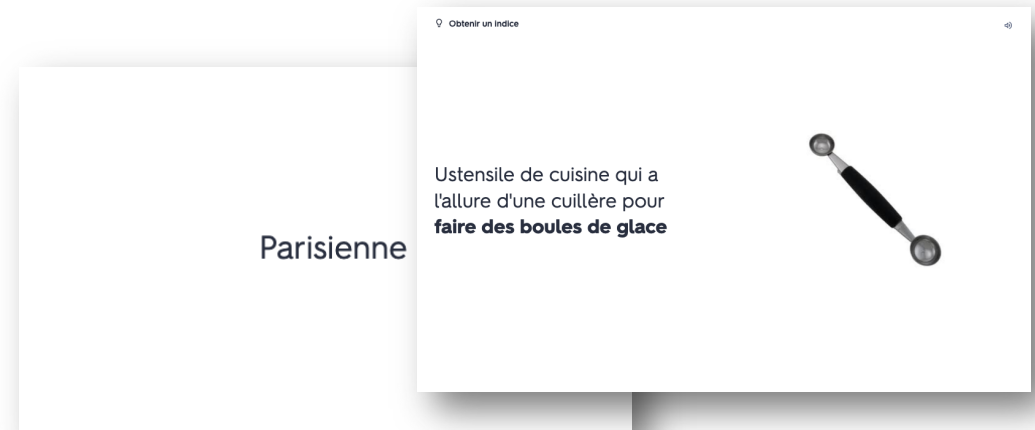 Obtenir un indice
Ustensile de cuisine qui a
l'allure d'une cuillère pour
faire des boules de glace
Parisienne